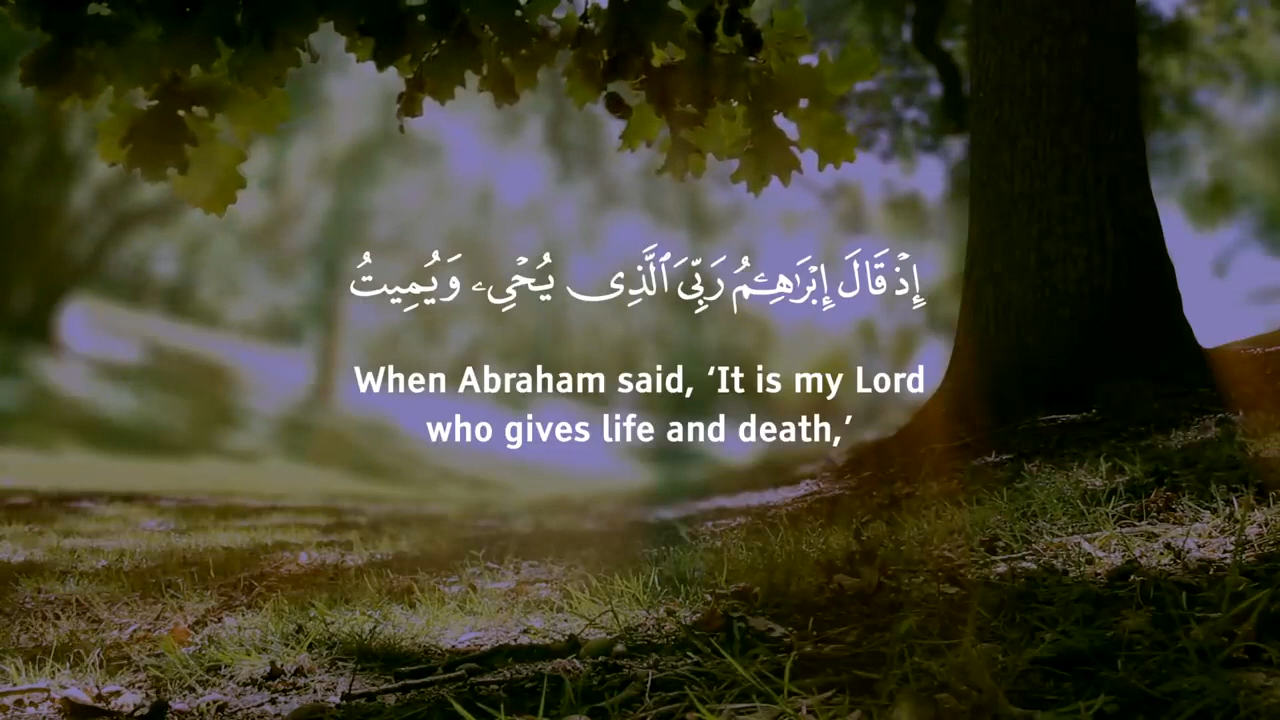 إِذْ قَالَ إِبْرَٰهِـۧمُ رَبِّىَ ٱلَّذِى يُحْىِۦ وَيُمِيتُ
When Abraham said, ‘It is my Lord
who gives life and death,’